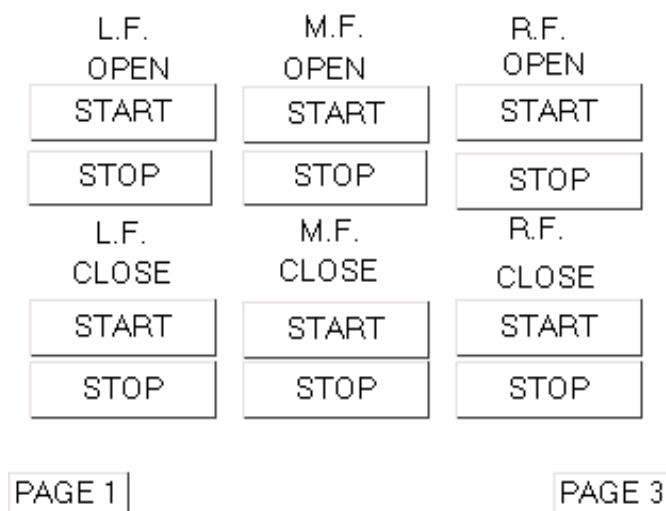 L.F. M.F. R.F.
OPEN OPEN OPEN
START START START
STOP STOP STOP
L.F. M.F. R.F.
CLOSE CLOSE CLOSE
START START START
STOP STOP STOP
PAGE 1 PAGE 3